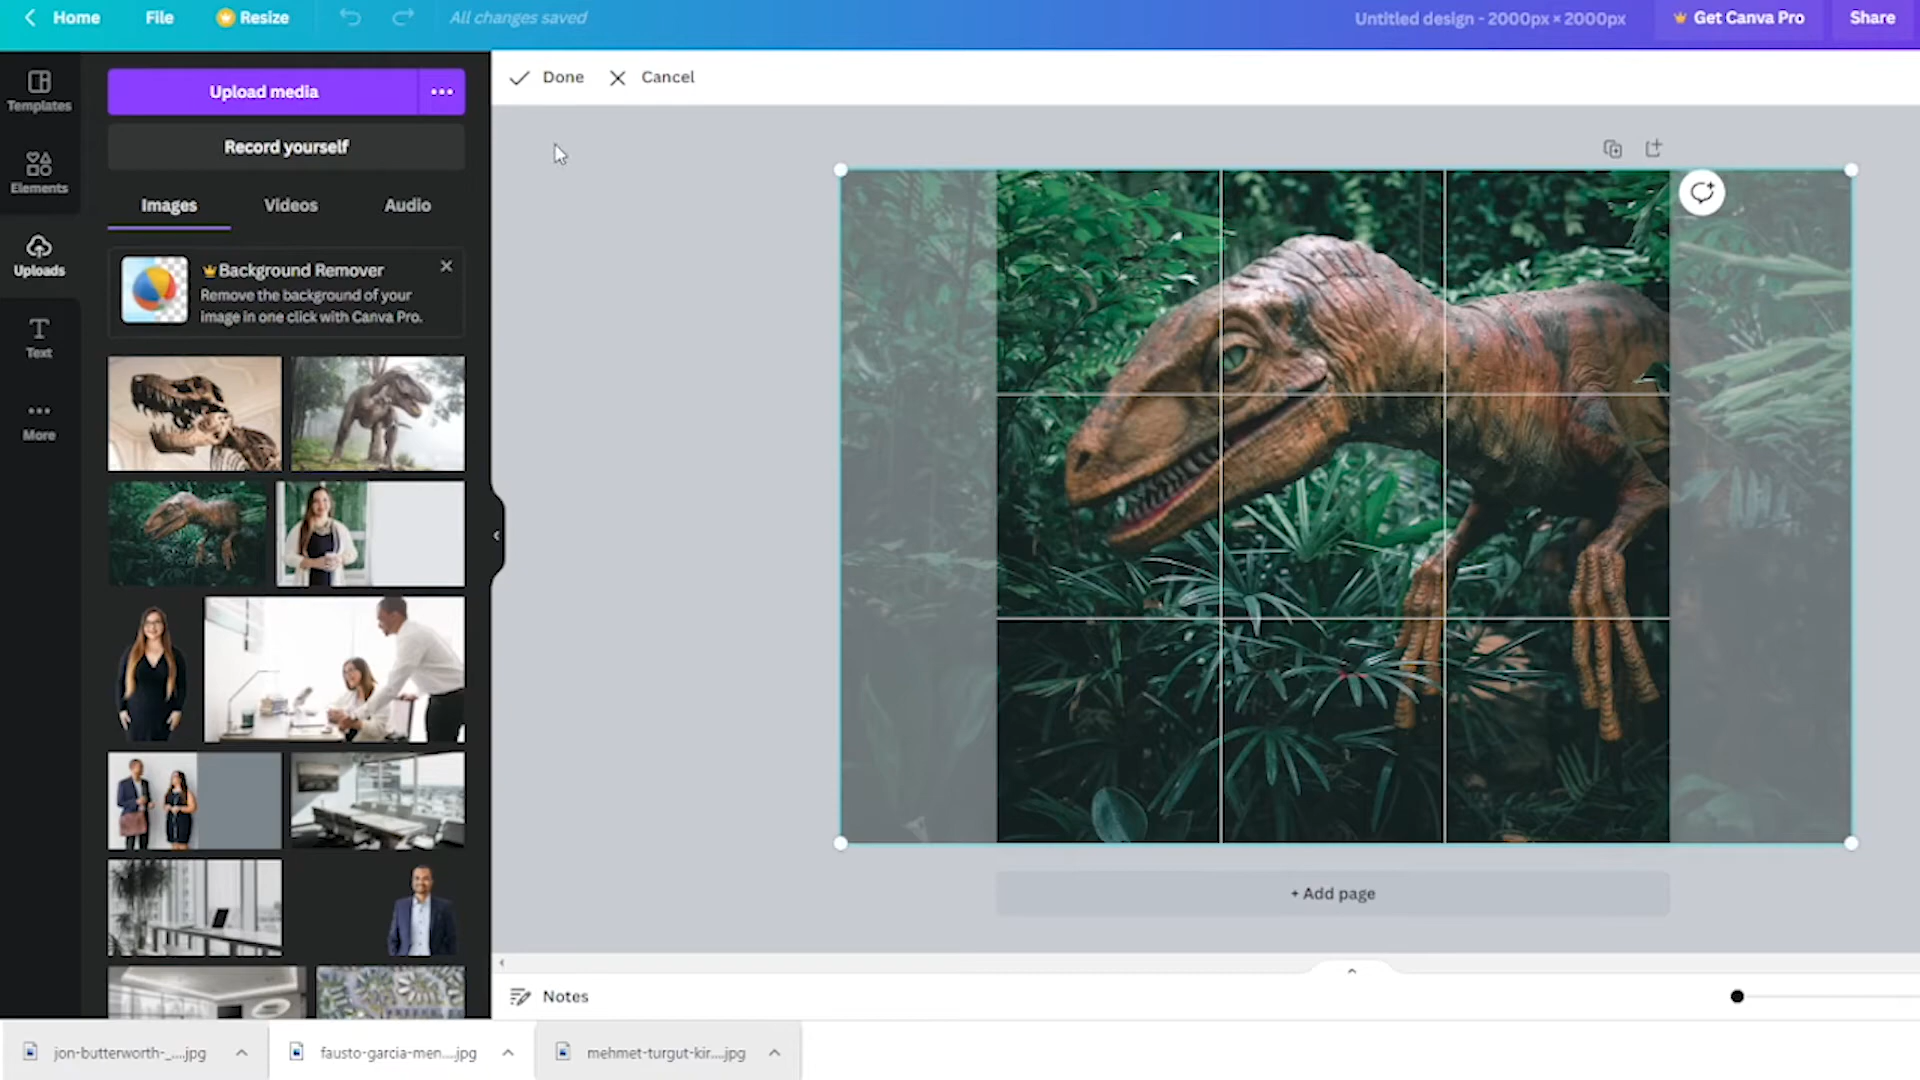 Home
File
Resize
All changes saved
Untitled design - 2000px × 2000px
Get Canva Pro
Share
Templates
Elements
Uploads
Text
More
Upload media
Record yourself
Images
Videos
Audio
Background Remover
Remove the background of your
image in one click with Canva Pro.
Done
Cancel
+ Add page
Notes
jon-butterworth-_....jpg
fausto-garcia-men....jpg
mehmet-turgut-kir....jpg